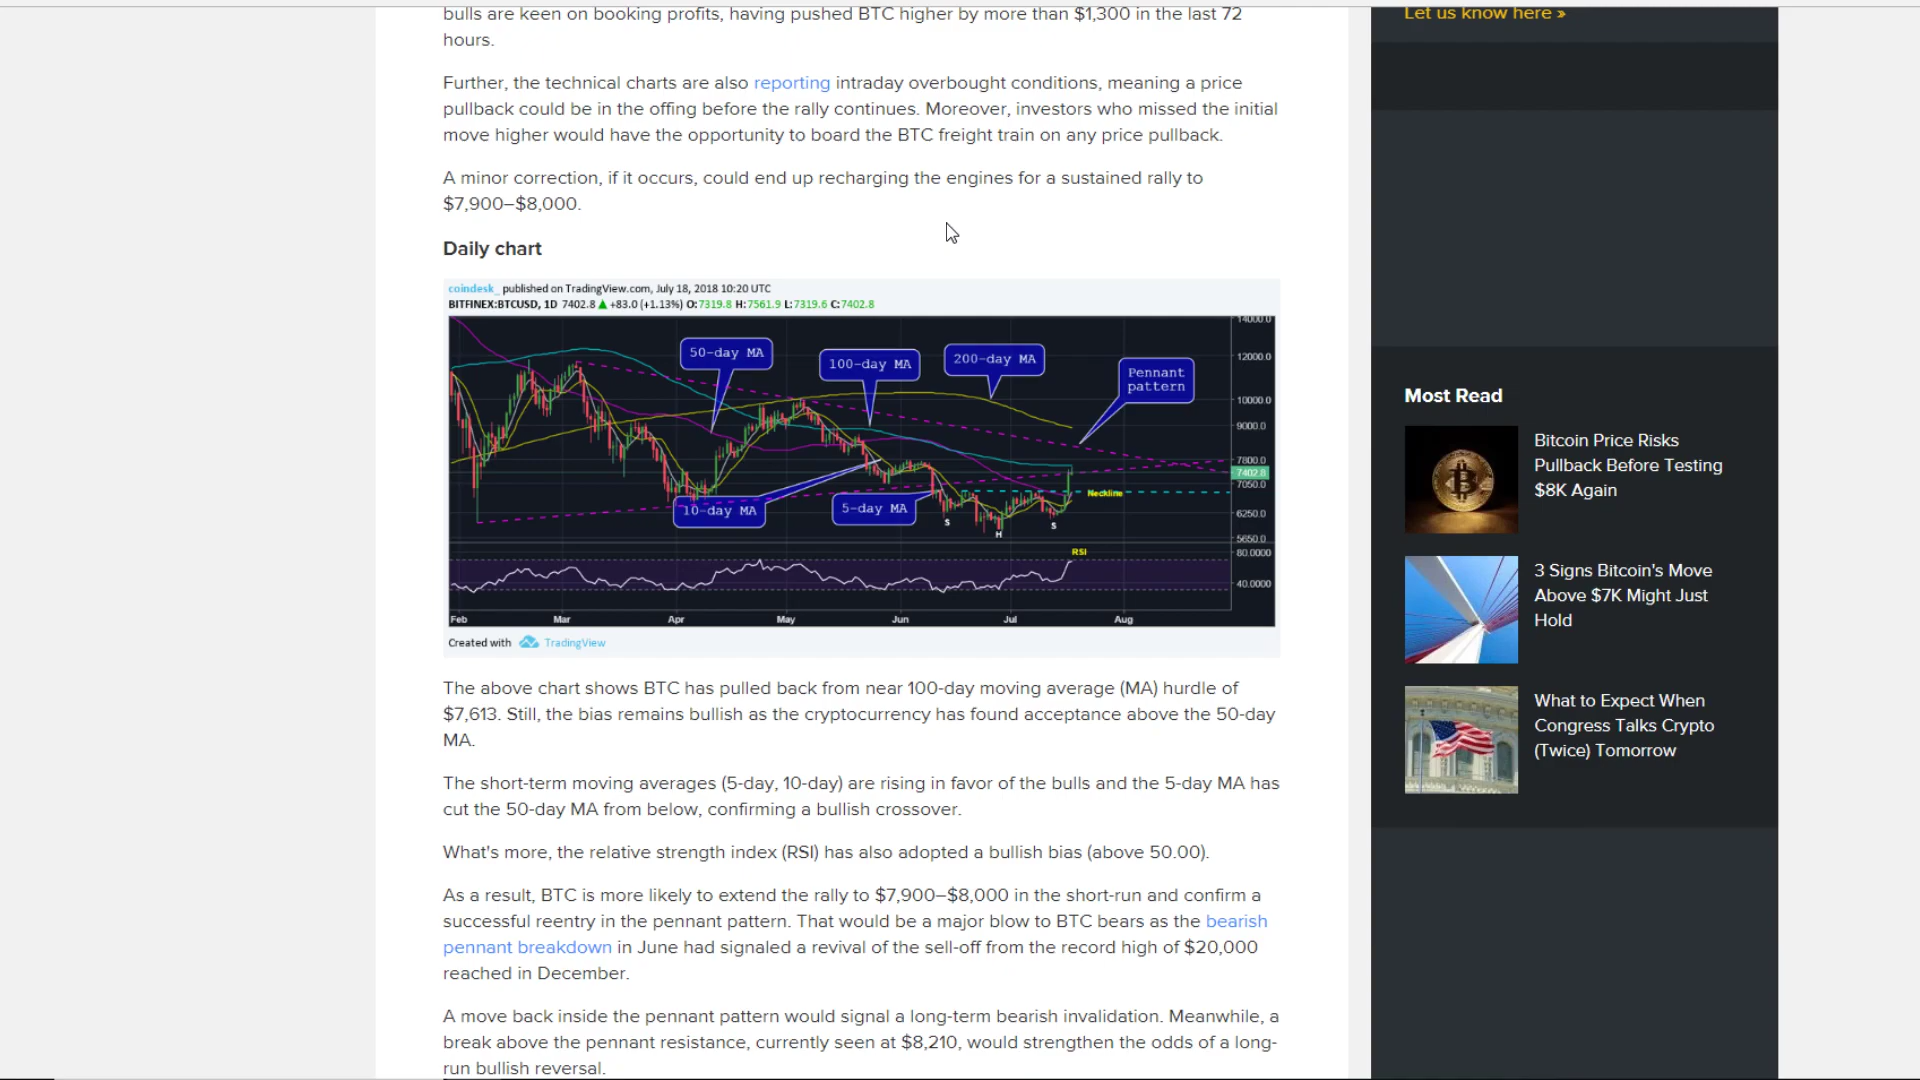 bulls are keen on booking profits, having pushed BTC higher by more than $1,300 in the last 72
hours.
Further, the technical charts are also reporting intraday overbought conditions, meaning a price
pullback could be in the offing before the rally continues. Moreover, investors who missed the initial
move higher would have the opportunity to board the BTC freight train on any price pullback.
A minor correction, if it occurs, could end up recharging the engines for a sustained rally to
$7,900–$8,000.
Daily chart
coindesk_ published on TradingView.com, July 18, 2018 10:20 UTC
BITFINEX:BTCUSD, 1D 7402.8 ▲ +83.0 (+1.13%) O:7319.8 H:7561.9 L:7319.6 C:7402.8
14000.0
50-day MA
100-day MA
200-day MA
Pennant
pattern
12000.0
10000.0
9000.0
7800.0
7402.8
7050.0
Neckline
10-day MA
5-day MA
6250.0
S
H
S
5650.0
RSI
80.0000
40.0000
Feb Mar Apr May Jun Jul Aug
Created with TradingView
The above chart shows BTC has pulled back from near 100-day moving average (MA) hurdle of
$7,613. Still, the bias remains bullish as the cryptocurrency has found acceptance above the 50-day
MA.
The short-term moving averages (5-day, 10-day) are rising in favor of the bulls and the 5-day MA has
cut the 50-day MA from below, confirming a bullish crossover.
What's more, the relative strength index (RSI) has also adopted a bullish bias (above 50.00).
As a result, BTC is more likely to extend the rally to $7,900–$8,000 in the short-run and confirm a
successful reentry in the pennant pattern. That would be a major blow to BTC bears as the bearish
pennant breakdown in June had signaled a revival of the sell-off from the record high of $20,000
reached in December.
A move back inside the pennant pattern would signal a long-term bearish invalidation. Meanwhile, a
break above the pennant resistance, currently seen at $8,210, would strengthen the odds of a long-
run bullish reversal.
Let us know here »
Most Read
Bitcoin Price Risks
Pullback Before Testing
$8K Again
3 Signs Bitcoin's Move
Above $7K Might Just
Hold
What to Expect When
Congress Talks Crypto
(Twice) Tomorrow